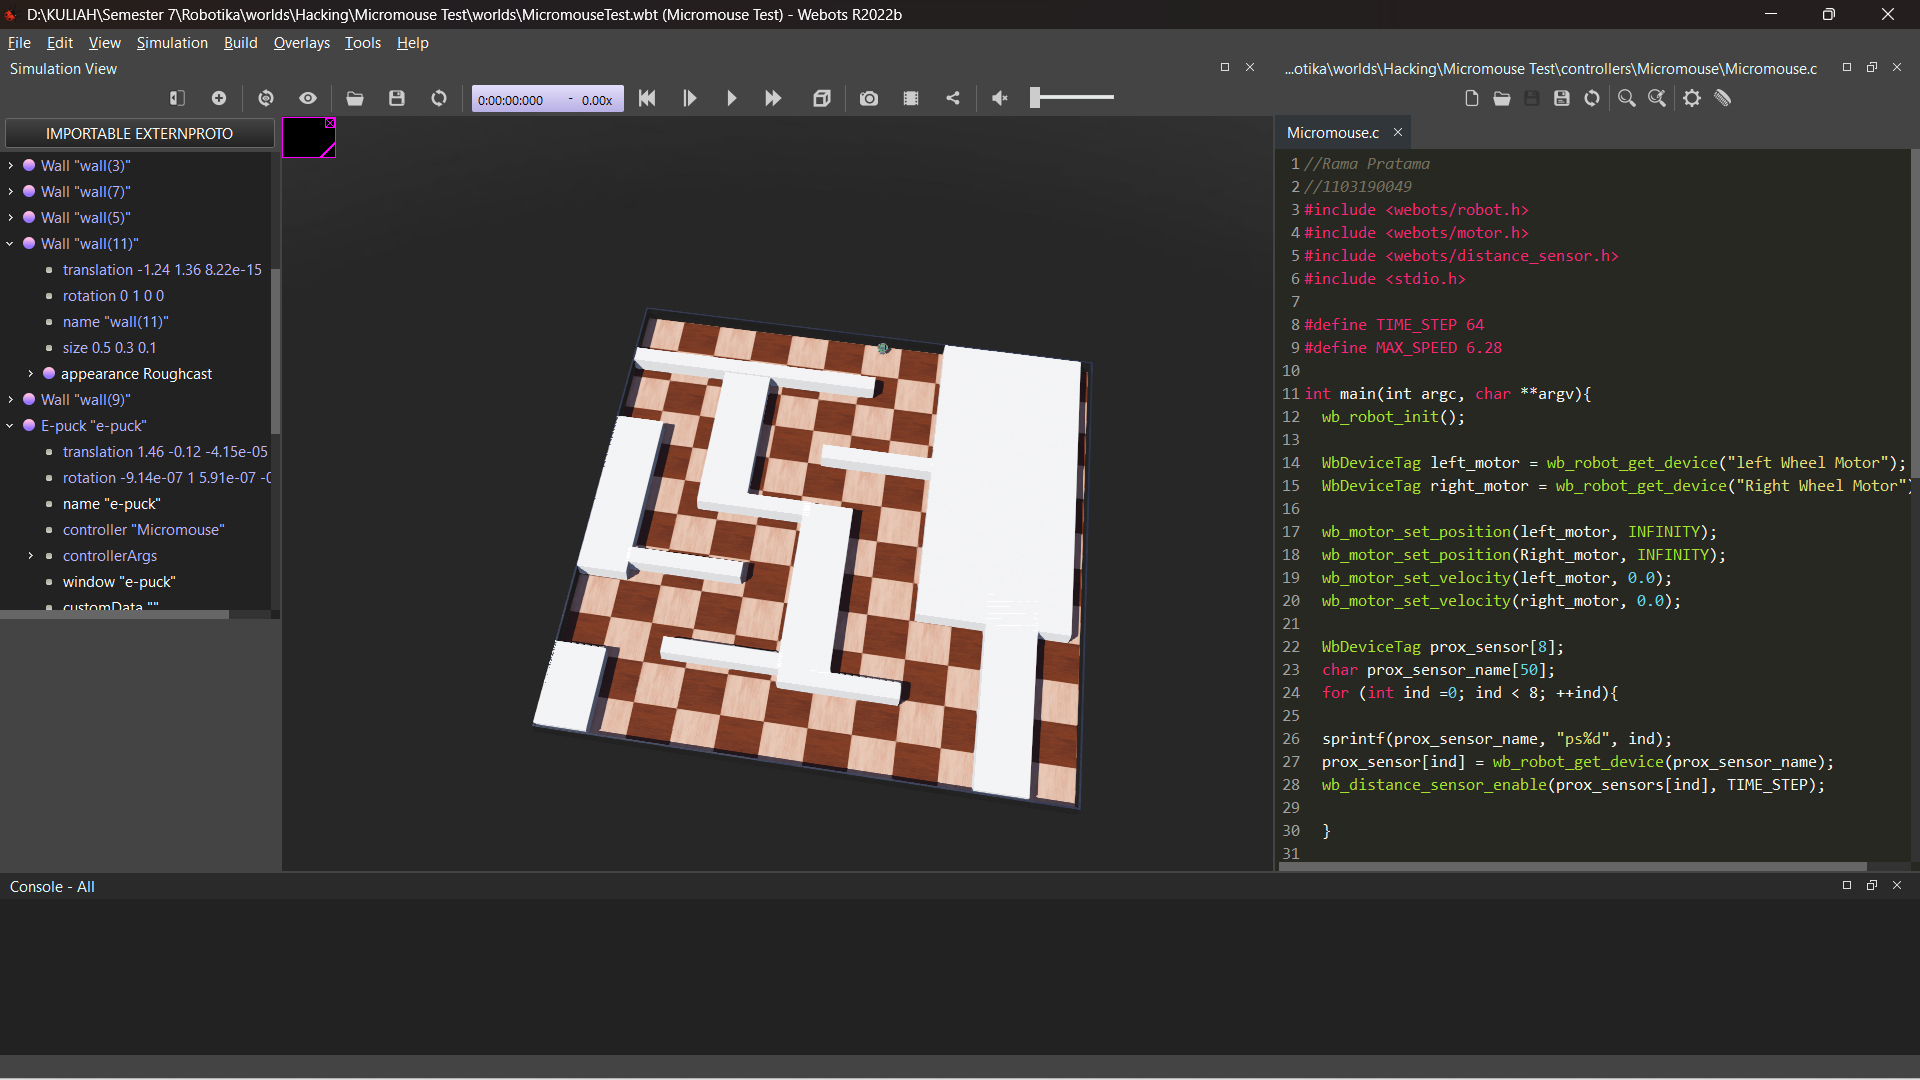 D:\KULIAH\Semester 7\Robotika\worlds\Hacking\Micromouse Test\worlds\MicromouseTest.wbt (Micromouse Test) - Webots R2022b
File Edit View Simulation Build Overlays Tools Help
Simulation View
0:00:00:000 - 0.00x
IMPORTABLE EXTERNPROTO
Wall "wall(3)"
Wall "wall(7)"
Wall "wall(5)"
Wall "wall(11)"
translation -1.24 1.36 8.22e-15
rotation 0 1 0 0
name "wall(11)"
size 0.5 0.3 0.1
appearance Roughcast
Wall "wall(9)"
E-puck "e-puck"
translation 1.46 -0.12 -4.15e-05
rotation -9.14e-07 1 5.91e-07 -0
name "e-puck"
controller "Micromouse"
controllerArgs
window "e-puck"
customData ""
...otika\worlds\Hacking\Micromouse Test\controllers\Micromouse\Micromouse.c
Micromouse.c
1 //Rama Pratama
2 //1103190049
3 #include <webots/robot.h>
4 #include <webots/motor.h>
5 #include <webots/distance_sensor.h>
6 #include <stdio.h>
7
8 #define TIME_STEP 64
9 #define MAX_SPEED 6.28
10
11 int main(int argc, char **argv){
12 wb_robot_init();
13
14 WbDeviceTag left_motor = wb_robot_get_device("left Wheel Motor");
15 WbDeviceTag right_motor = wb_robot_get_device("Right Wheel Motor")
16
17 wb_motor_set_position(left_motor, INFINITY);
18 wb_motor_set_position(Right_motor, INFINITY);
19 wb_motor_set_velocity(left_motor, 0.0);
20 wb_motor_set_velocity(right_motor, 0.0);
21
22 WbDeviceTag prox_sensor[8];
23 char prox_sensor_name[50];
24 for (int ind =0; ind < 8; ++ind){
25
26 sprintf(prox_sensor_name, "ps%d", ind);
27 prox_sensor[ind] = wb_robot_get_device(prox_sensor_name);
28 wb_distance_sensor_enable(prox_sensors[ind], TIME_STEP);
29
30 }
31
Console - All